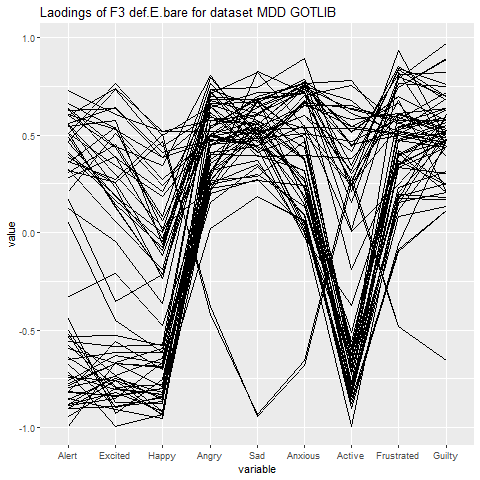 Laodings of F3 def.E.bare for dataset MDD GOTLIB
1.0
0.5
0.0
-0.5
-1.0
value
Alert Excited Happy Angry Sad Anxious Active Frustrated Guilty
variable